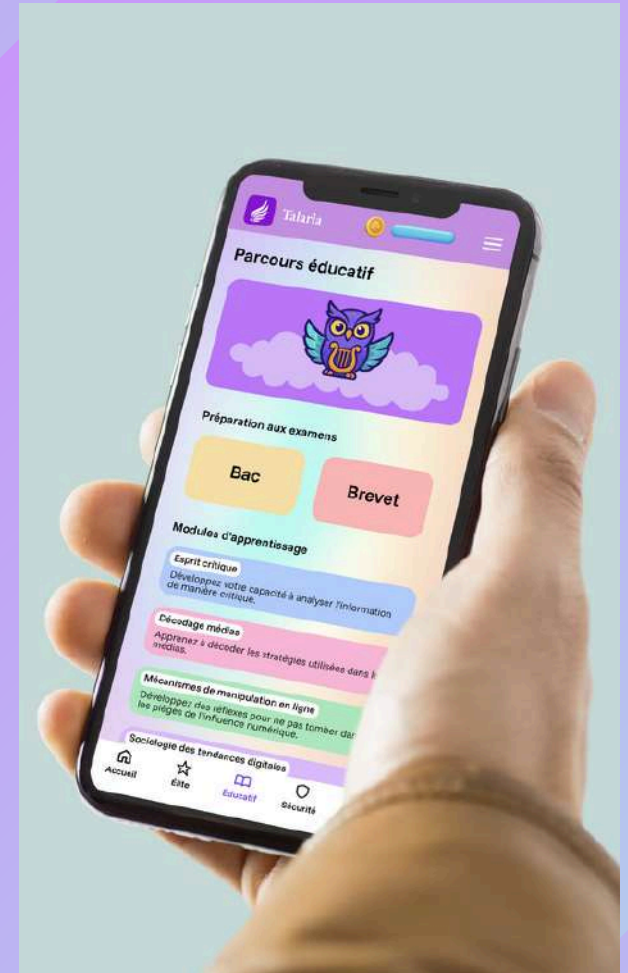 Talaria
Parcours éducatif
Préparation aux examens
Bac
Brevet
Modules d'apprentissage
Esprit critique
Développez votre capacité à analyser l'information
de manière critique.
Décodage médias
Apprenez à décoder les stratégies utilisées dans
médias.
Mécanismes de manipulation en ligne
Développez des réflexes pour ne pas tomber
les pièges de l'influence numérique.
Sociologie des tendances digitales
Accueil
Élite
Éducatif
Sécurité